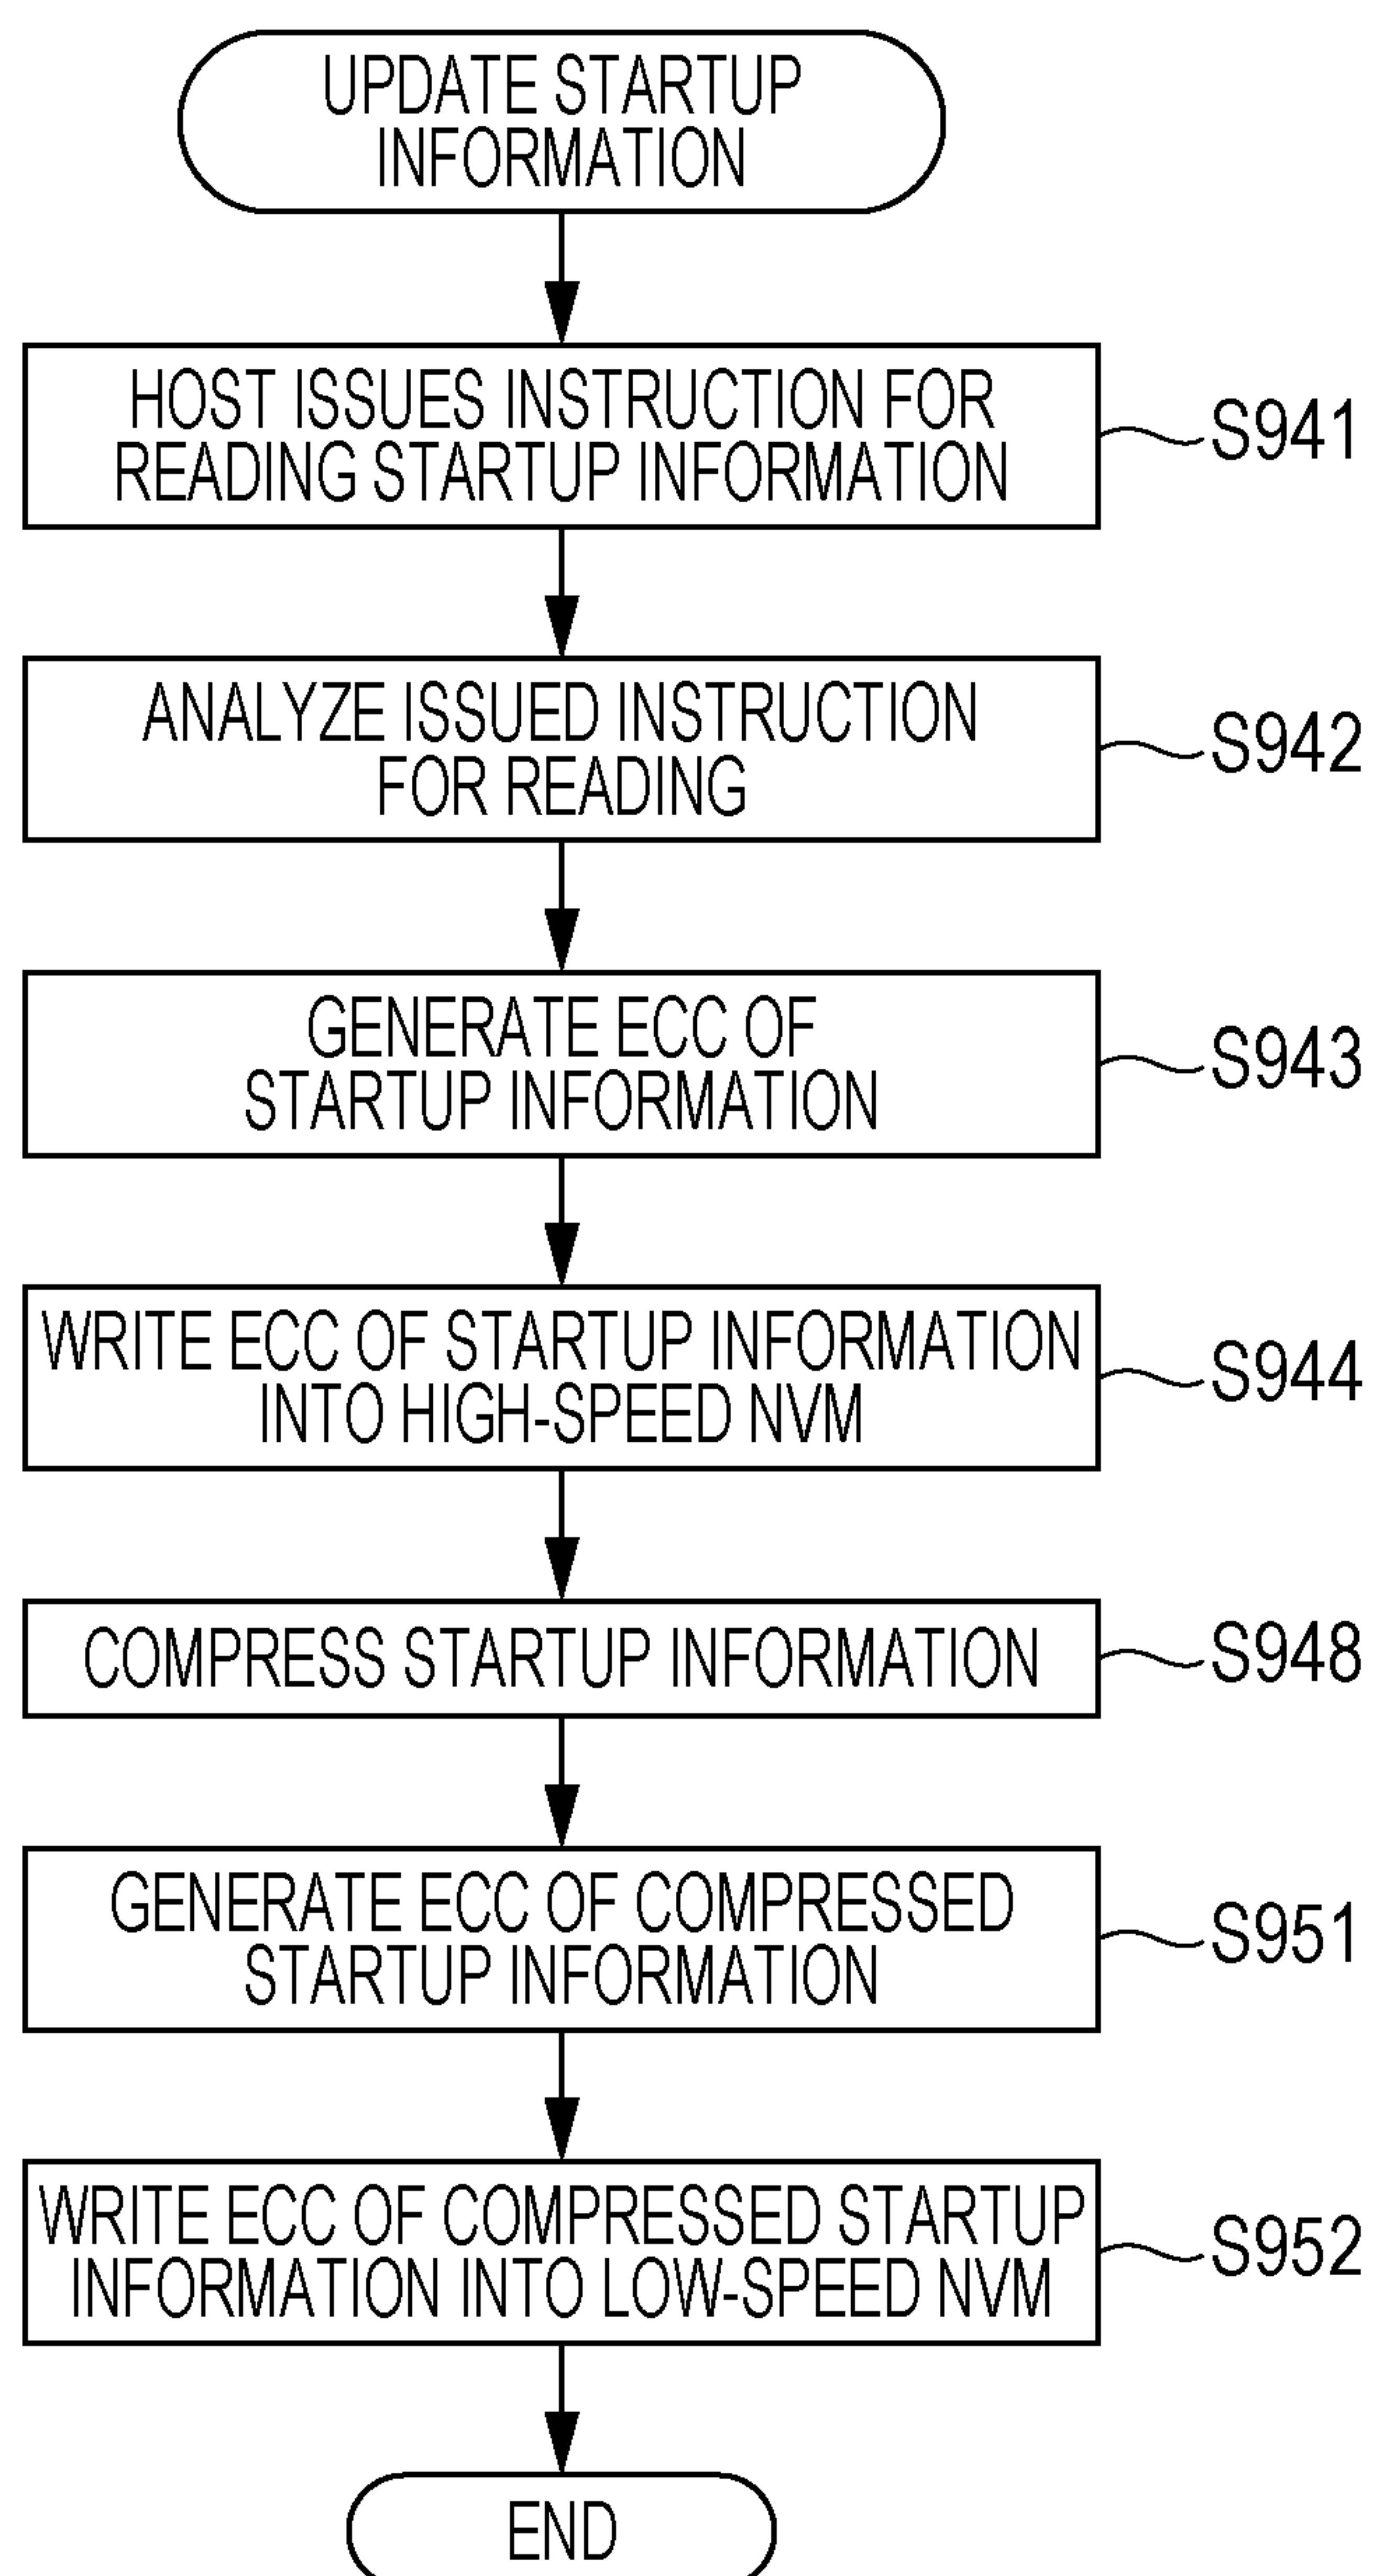 UPDATE STARTUP
INFORMATION
HOST ISSUES INSTRUCTION FOR
READING STARTUP INFORMATION
S941
ANALYZE ISSUED INSTRUCTION
FOR READING
S942
GENERATE ECC OF
STARTUP INFORMATION
S943
WRITE ECC OF STARTUP INFORMATION
INTO HIGH-SPEED NVM
S944
COMPRESS STARTUP INFORMATION
S948
GENERATE ECC OF COMPRESSED
STARTUP INFORMATION
S951
WRITE ECC OF COMPRESSED STARTUP
INFORMATION INTO LOW-SPEED NVM
S952
END